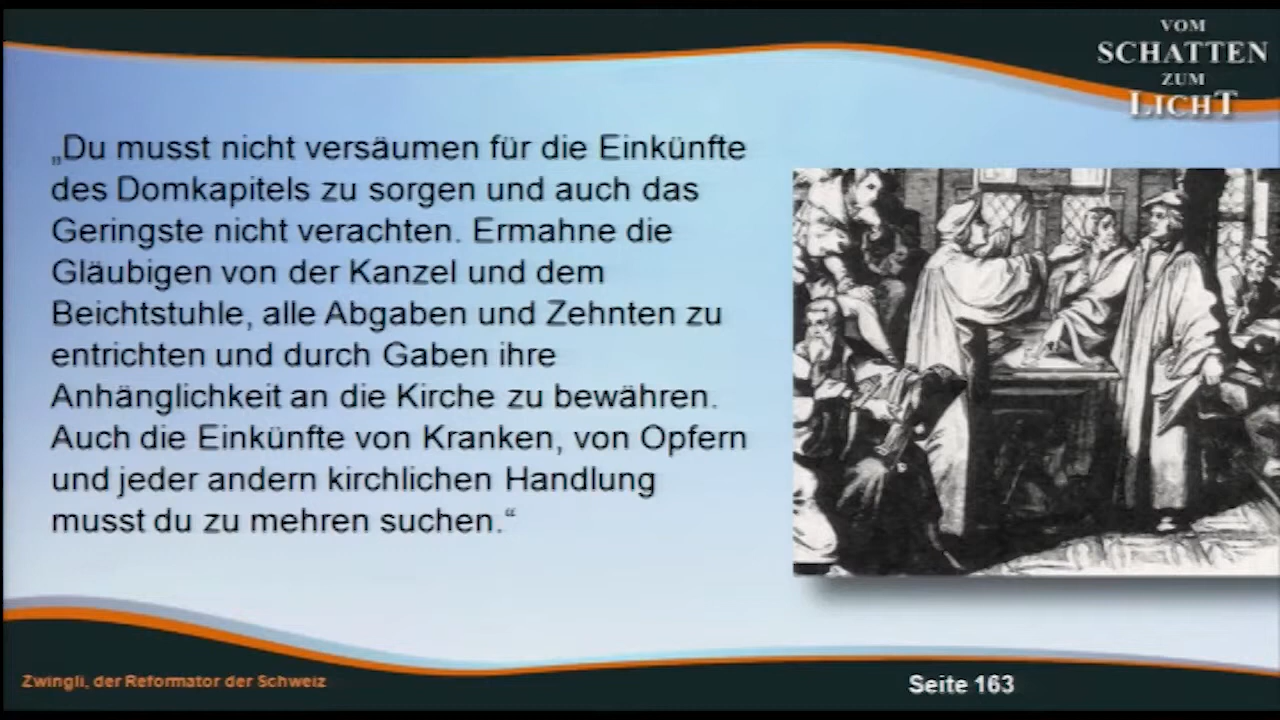 VOM
SCHATTEN
ZUM
LICHT
„Du musst nicht versäumen für die Einkünfte
des Domkapitels zu sorgen und auch das
Geringste nicht verachten. Ermahne die
Gläubigen von der Kanzel und dem
Beichtstuhle, alle Abgaben und Zehnten zu
entrichten und durch Gaben ihre
Anhänglichkeit an die Kirche zu bewähren.
Auch die Einkünfte von Kranken, von Opfern
und jeder andern kirchlichen Handlung
musst du zu mehren suchen.“
Zwingli, der Reformator der Schweiz
Seite 163